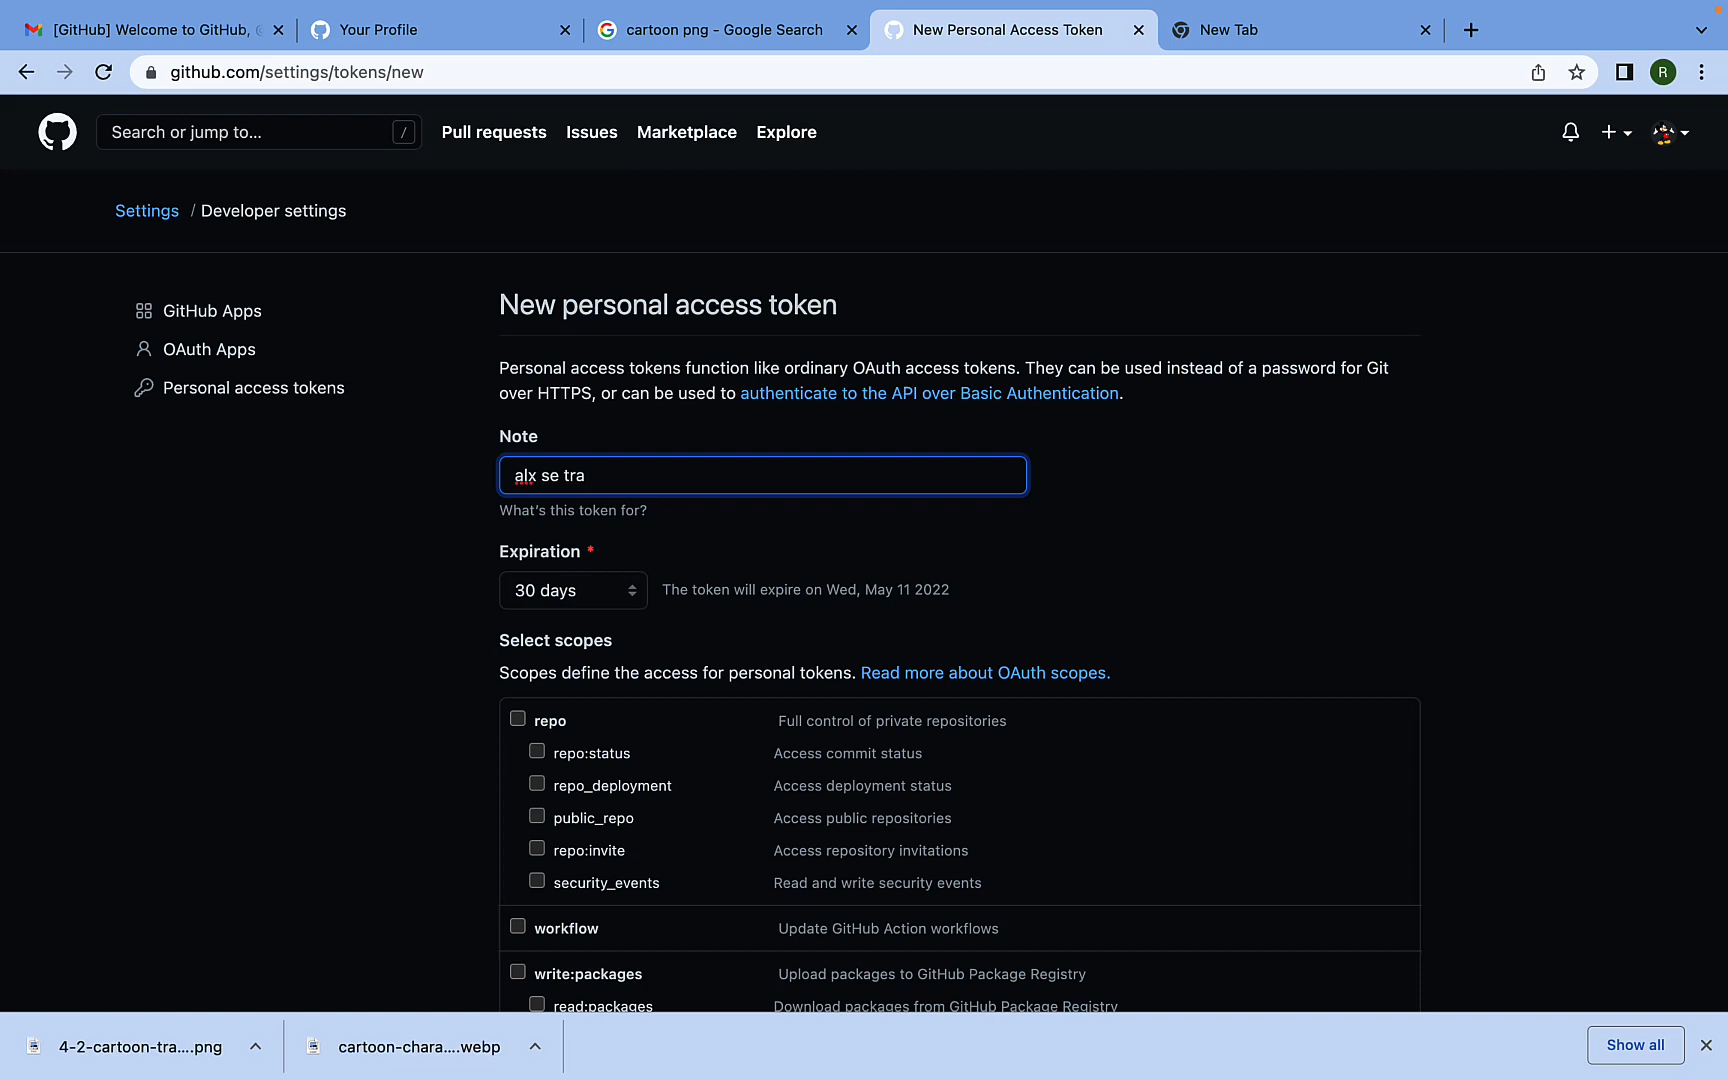 [GitHub] Welcome to GitHub,
Your Profile
cartoon png - Google Search
New Personal Access Token
New Tab
github.com/settings/tokens/new
R
Search or jump to...
/
Pull requests
Issues
Marketplace
Explore
Settings / Developer settings
GitHub Apps
OAuth Apps
Personal access tokens
New personal access token
Personal access tokens function like ordinary OAuth access tokens. They can be used instead of a password for Git
over HTTPS, or can be used to authenticate to the API over Basic Authentication.
Note
alx se tra
What's this token for?
Expiration *
30 days
The token will expire on Wed, May 11 2022
Select scopes
Scopes define the access for personal tokens. Read more about OAuth scopes.
repo Full control of private repositories
repo:status Access commit status
repo_deployment Access deployment status
public_repo Access public repositories
repo:invite Access repository invitations
security_events Read and write security events
workflow Update GitHub Action workflows
write:packages Upload packages to GitHub Package Registry
read:packages Download packages from GitHub Package Registry
4-2-cartoon-tra....png
cartoon-chara....webp
Show all